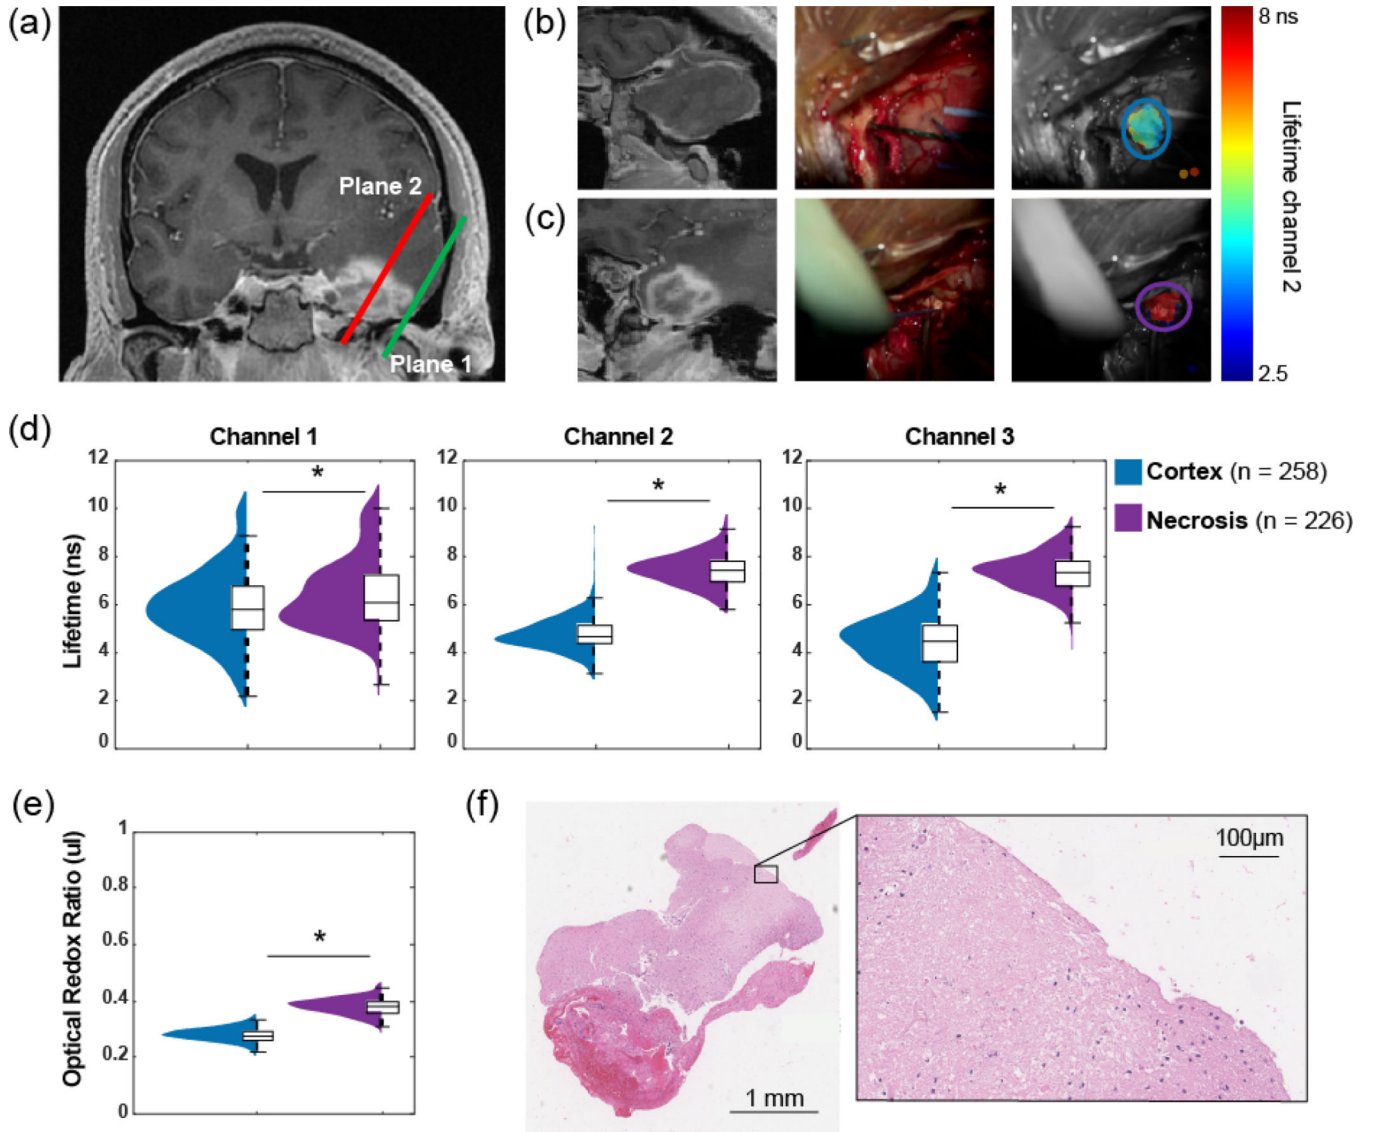 (a)
Plane 2
Plane 1
(b)
(c)
8 ns
Lifetime channel 2
2.5
(d)
Channel 1
Channel 2
Channel 3
Lifetime (ns)
12
10
8
6
4
2
0
*
12
10
8
6
4
2
0
*
12
10
8
6
4
2
0
*
Cortex (n = 258)
Necrosis (n = 226)
(e)
Optical Redox Ratio (ul)
1
0.8
0.6
0.4
0.2
0
*
(f)
1 mm
100µm